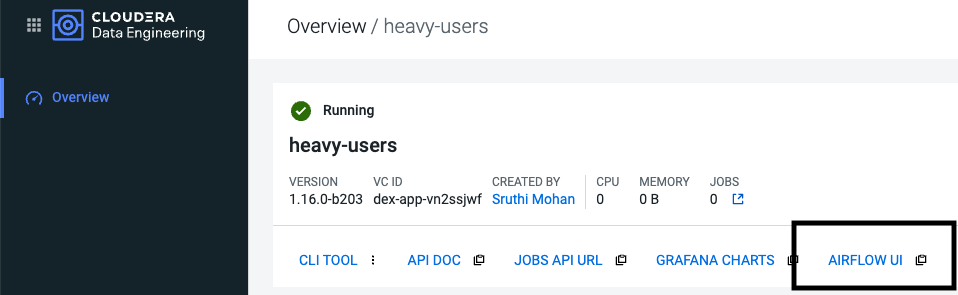 CLOUDERA
Data Engineering
Overview / heavy-users
Overview
Running
heavy-users
VERSION VC ID CREATED BY CPU MEMORY JOBS
1.16.0-b203 dex-app-vn2ssjwf Sruthi Mohan 0 0 B 0
CLI TOOL API DOC JOBS API URL GRAFANA CHARTS AIRFLOW UI